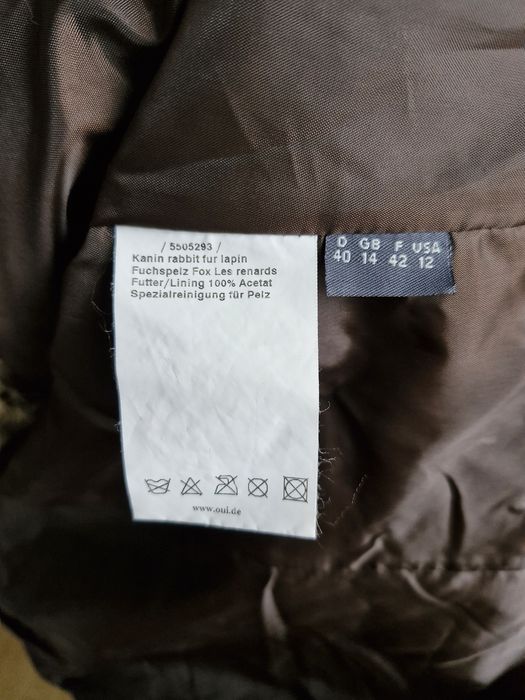 / 5505293 /
Kanin rabbit fur lapin
Fuchspelz Fox Les renards
Futter/Lining 100% Acetat
Spezialreinigung für Pelz
www.oui.de
D GB F USA
40 14 42 12